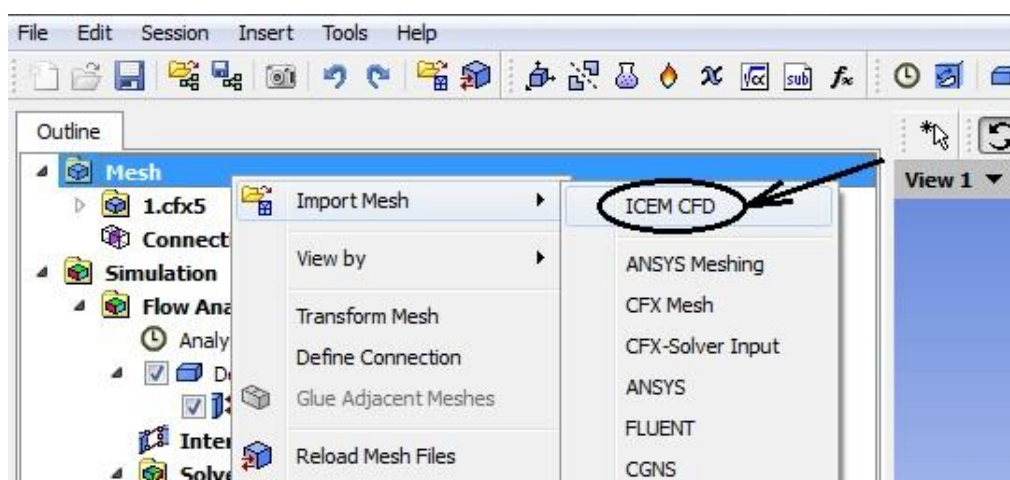 File Edit Session Insert Tools Help
Outline
Mesh
1.cfx5
Connect
Simulation
Flow Ana
Analy
Inter
Solve
Import Mesh
View by
Transform Mesh
Define Connection
Glue Adjacent Meshes
Reload Mesh Files
ICEM CFD
ANSYS Meshing
CFX Mesh
CFX-Solver Input
ANSYS
FLUENT
CGNS
View 1